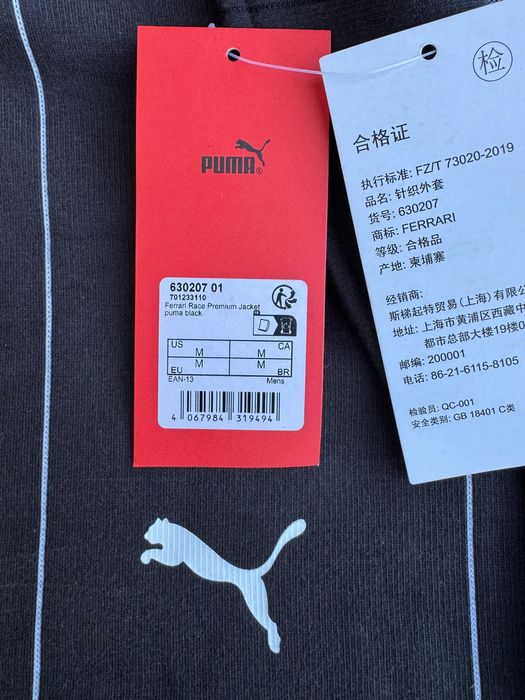 PUMA®
630207 01
701233110
Ferrari Race Premium Jacket
puma black
US M M CA
EU M M BR
EAN-13 Mens
4 067984 319494
检
合格证
执行标准: FZ/T 73020-2019
品名: 针织外套
货号: 630207
商标: FERRARI
等级: 合格品
产地: 柬埔寨
经销商:
斯梯起特贸易(上海)有
地址: 上海市黄浦区西藏中
都市总部大楼19楼0
邮编: 200001
电话: 86-21-6115-8105
检验员: QC-001
安全类别: GB 18401 C类